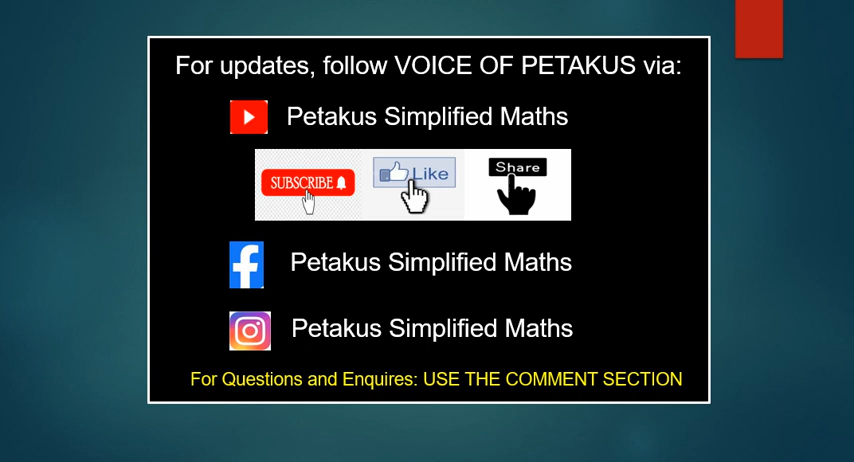 For updates, follow VOICE OF PETAKUS via:
Petakus Simplified Maths
SUBSCRIBE Like Share
Petakus Simplified Maths
Petakus Simplified Maths
For Questions and Enquires: USE THE COMMENT SECTION